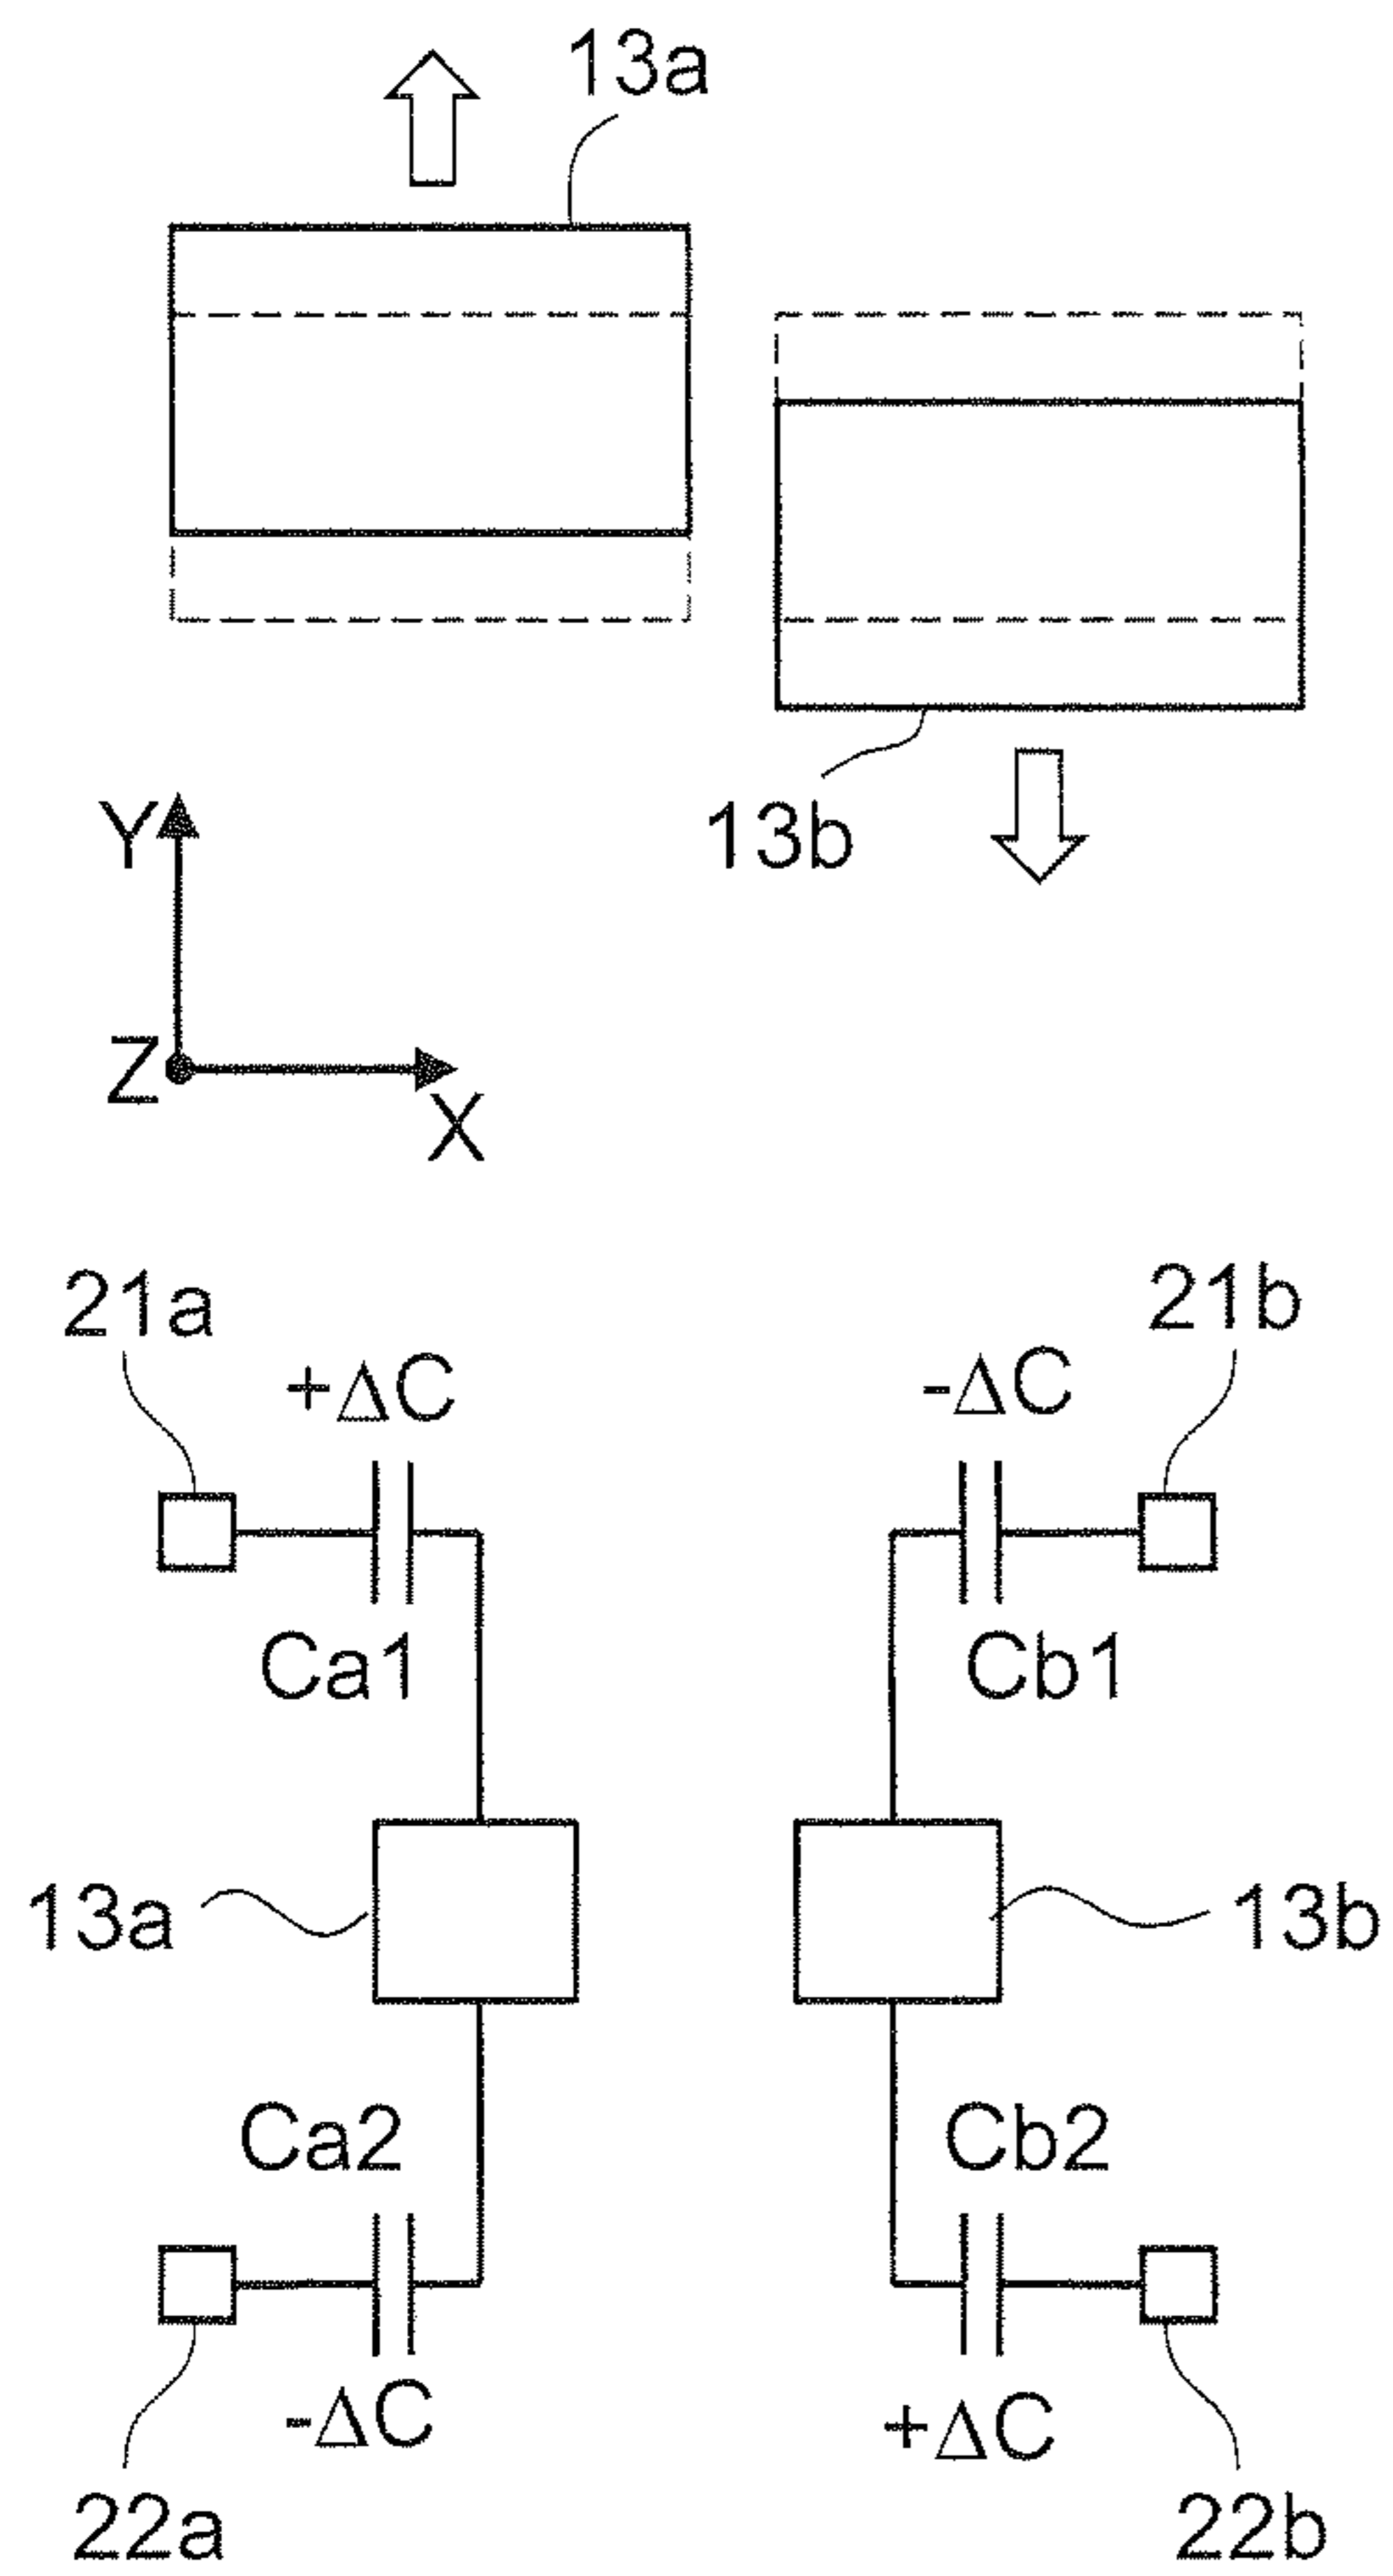 13a
13b
Y
Z
X
21a
21b
+ΔC
-ΔC
Ca1
Cb1
13a
13b
Ca2
Cb2
-ΔC
+ΔC
22a
22b